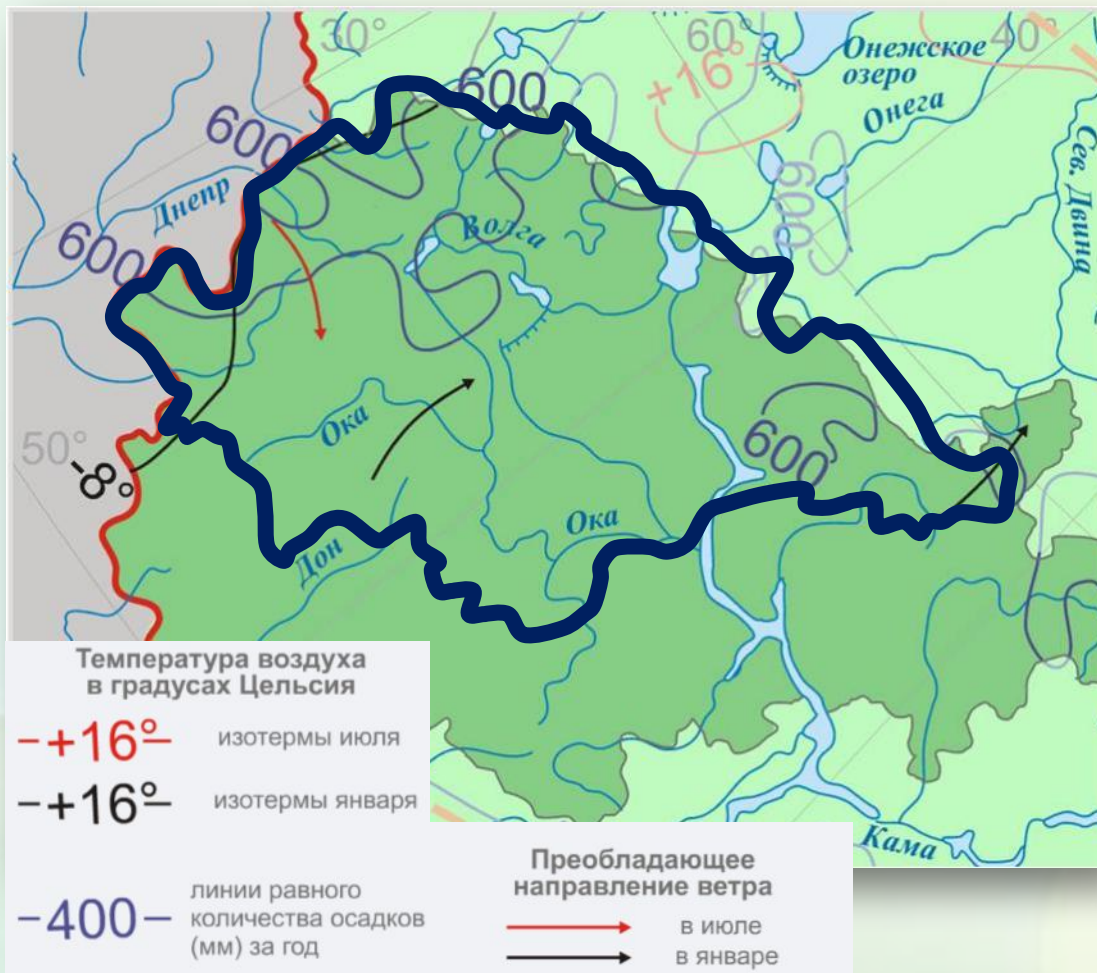 30°
60°
40°
+16°
Онежское
озеро
Онега
Сев. Двина
600
600
600
600
600
Днепр
Волга
Ока
50°
-8°
Дон
Ока
Кама
Температура воздуха
в градусах Цельсия
-+16°- изотермы июля
-+16°- изотермы января
-400- линии равного
количества осадков
(мм) за год
Преобладающее
направление ветра
в июле
в январе